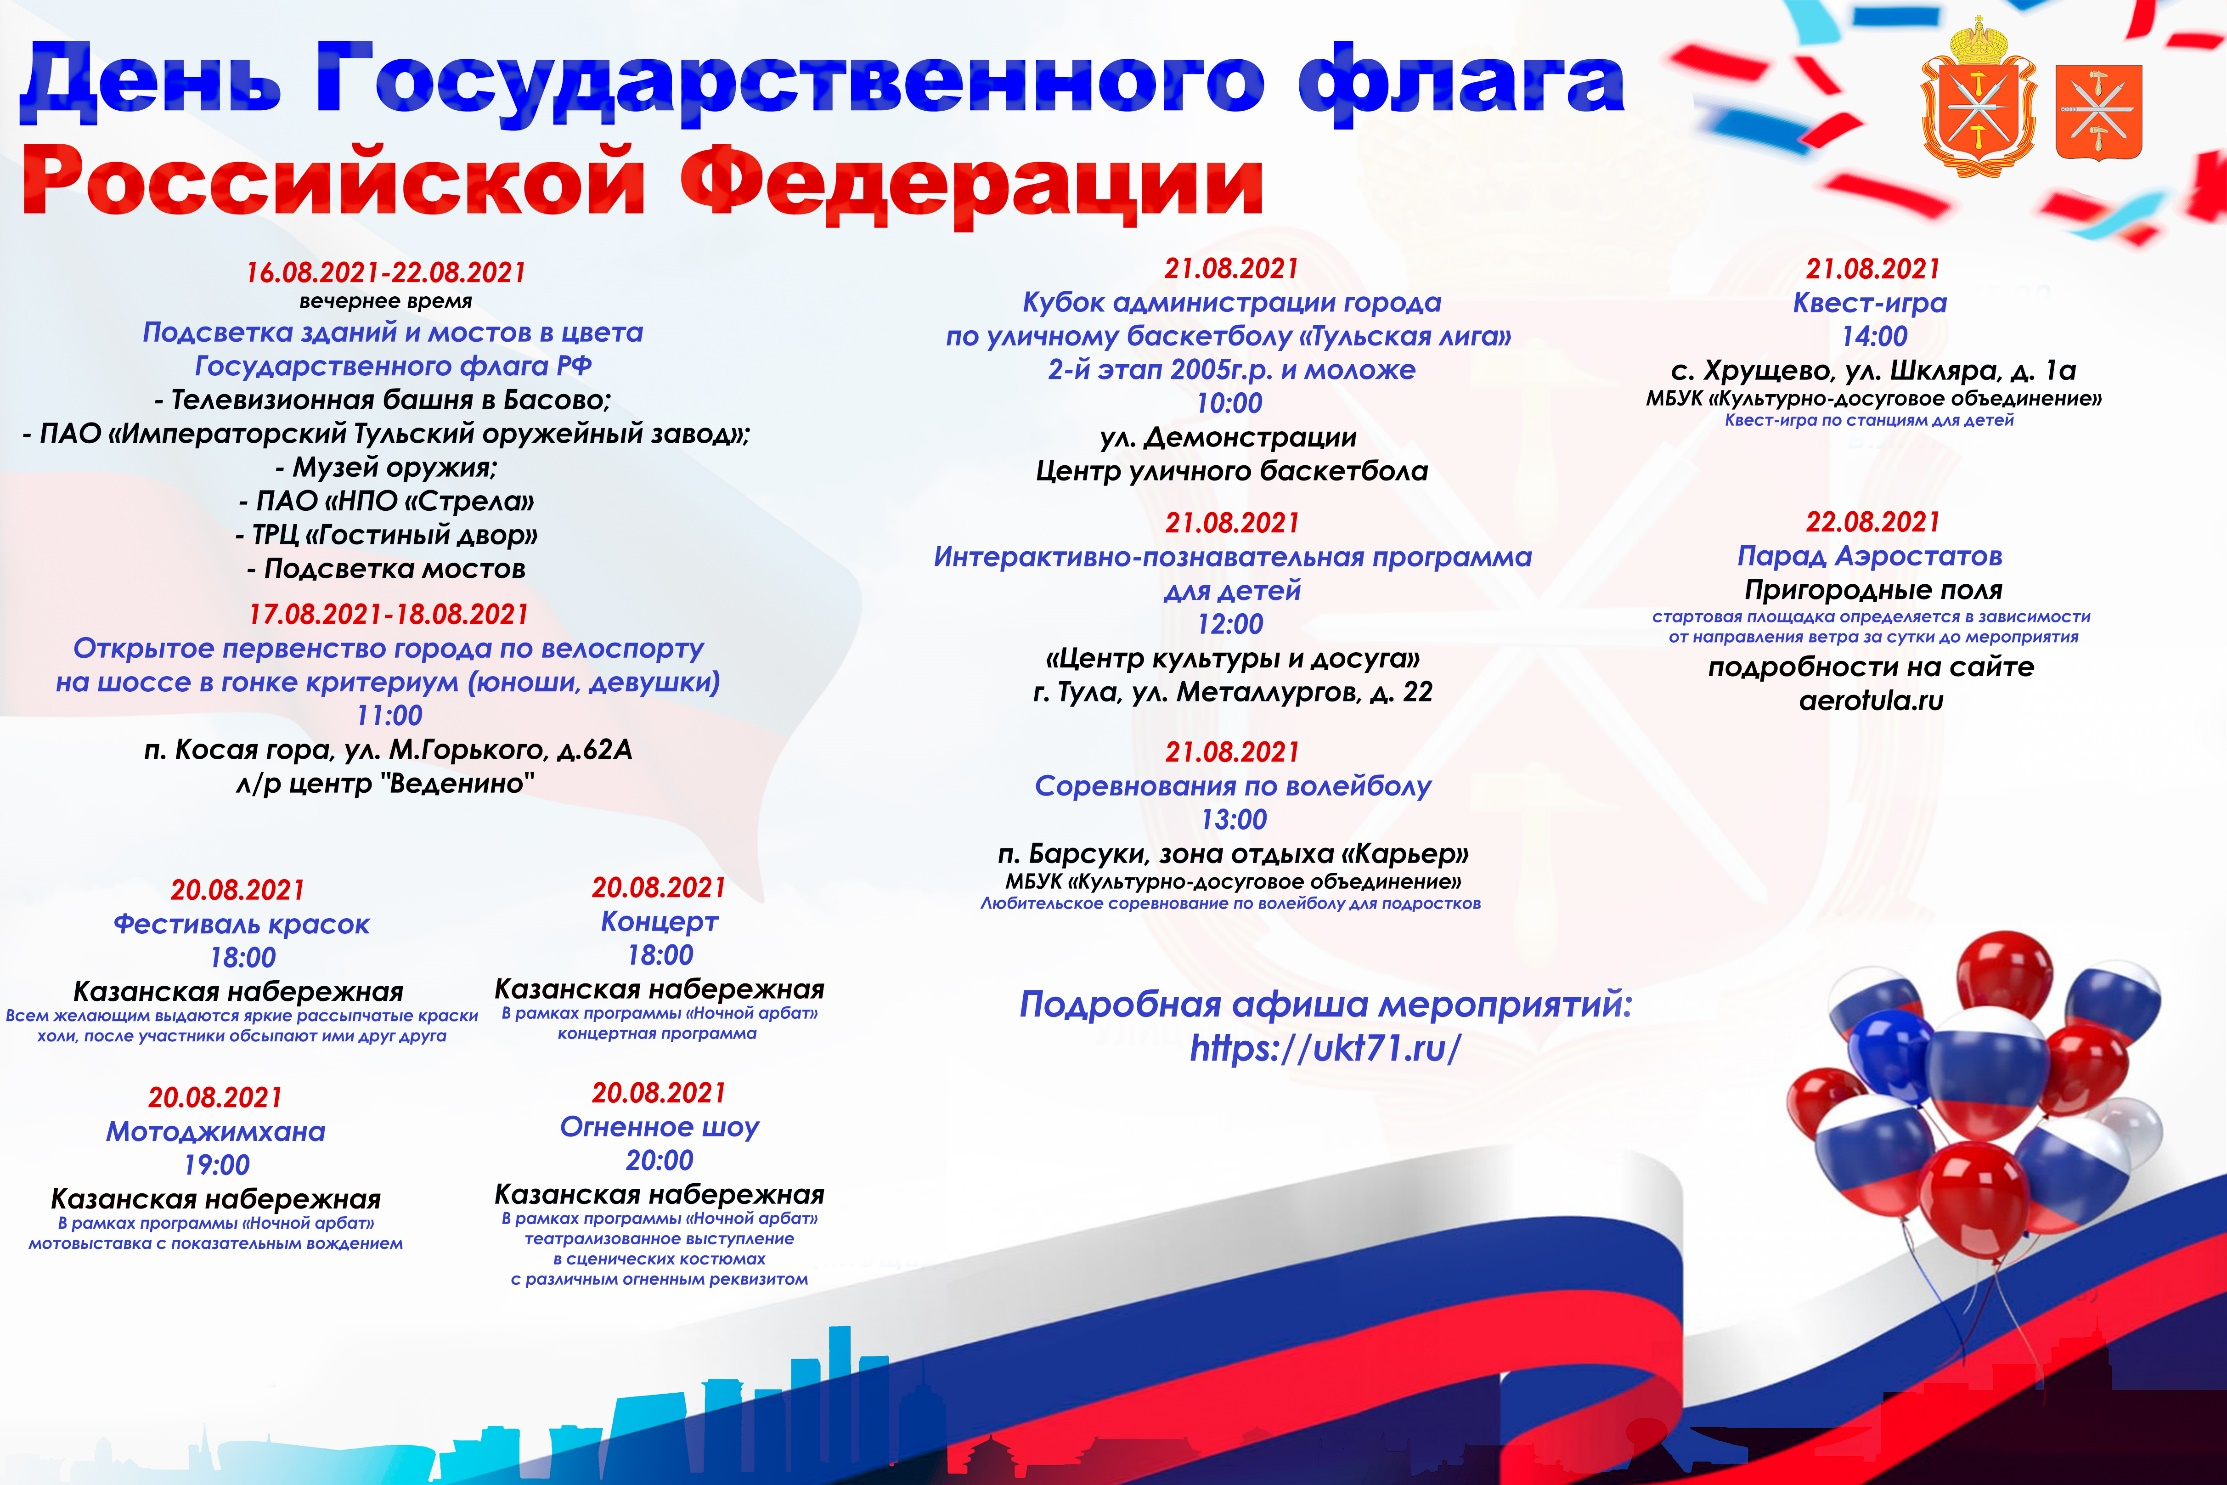 День Государственного флага
Российской Федерации
16.08.2021-22.08.2021
вечернее время
Подсветка зданий и мостов в цвета
Государственного флага РФ
- Телевизионная башня в Басово;
- ПАО «Императорский Тульский оружейный завод»;
- Музей оружия;
- ПАО «НПО «Стрела»
- ТРЦ «Гостиный двор»
- Подсветка мостов
17.08.2021-18.08.2021
Открытое первенство города по велоспорту
на шоссе в гонке критериум (юноши, девушки)
11:00
п. Косая гора, ул. М.Горького, д.62А
л/р центр "Веденино"
20.08.2021
Фестиваль красок
18:00
Казанская набережная
Всем желающим выдаются яркие рассыпчатые краски
холи, после участники обсыпают ими друг друга
20.08.2021
Концерт
18:00
Казанская набережная
В рамках программы «Ночной арбат»
концертная программа
20.08.2021
Мотоджимхана
19:00
Казанская набережная
В рамках программы «Ночной арбат»
мотовыставка с показательным вождением
20.08.2021
Огненное шоу
20:00
Казанская набережная
В рамках программы «Ночной арбат»
театрализованное выступление
в сценических костюмах
с различным огненным реквизитом
21.08.2021
Кубок администрации города
по уличному баскетболу «Тульская лига»
2-й этап 2005г.р. и моложе
10:00
ул. Демонстрации
Центр уличного баскетбола
21.08.2021
Интерактивно-познавательная программа
для детей
12:00
«Центр культуры и досуга»
г. Тула, ул. Металлургов, д. 22
21.08.2021
Соревнования по волейболу
13:00
п. Барсуки, зона отдыха «Карьер»
МБУК «Культурно-досуговое объединение»
Любительское соревнование по волейболу для подростков
21.08.2021
Квест-игра
14:00
с. Хрущево, ул. Шкляра, д. 1а
МБУК «Культурно-досуговое объединение»
Квест-игра по станциям для детей
22.08.2021
Парад Аэростатов
Пригородные поля
стартовая площадка определяется в зависимости
от направления ветра за сутки до мероприятия
подробности на сайте
aerotula.ru
Подробная афиша мероприятий:
https://ukt71.ru/